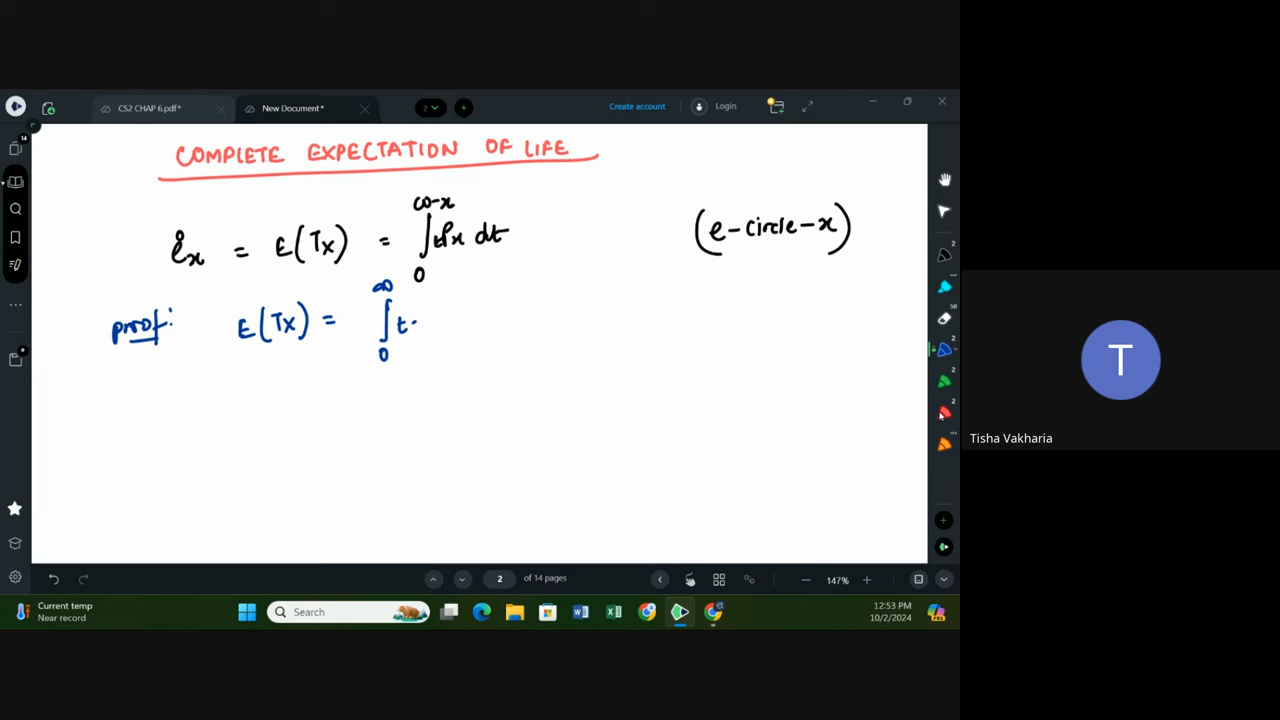 CS2 CHAP 6.pdf*
New Document*
2
Create account
Login
COMPLETE EXPECTATION OF LIFE
e̊x = E(Tx) = ∫₀^(ω-x) tPx dt (e-circle-x)
proof: E(Tx) = ∫₀^∞ t.
T
Tisha Vakharia
2 of 14 pages
147%
Current temp
Near record
Search
12:53 PM
10/2/2024